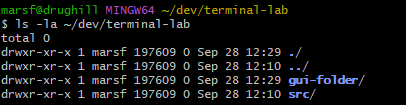 marsf@drughill MINGW64 ~/dev/terminal-lab
$ ls -la ~/dev/terminal-lab
total 0
drwxr-xr-x 1 marsf 197609 0 Sep 28 12:29 ./
drwxr-xr-x 1 marsf 197609 0 Sep 28 12:10 ../
drwxr-xr-x 1 marsf 197609 0 Sep 28 12:29 gui-folder/
drwxr-xr-x 1 marsf 197609 0 Sep 28 12:10 src/